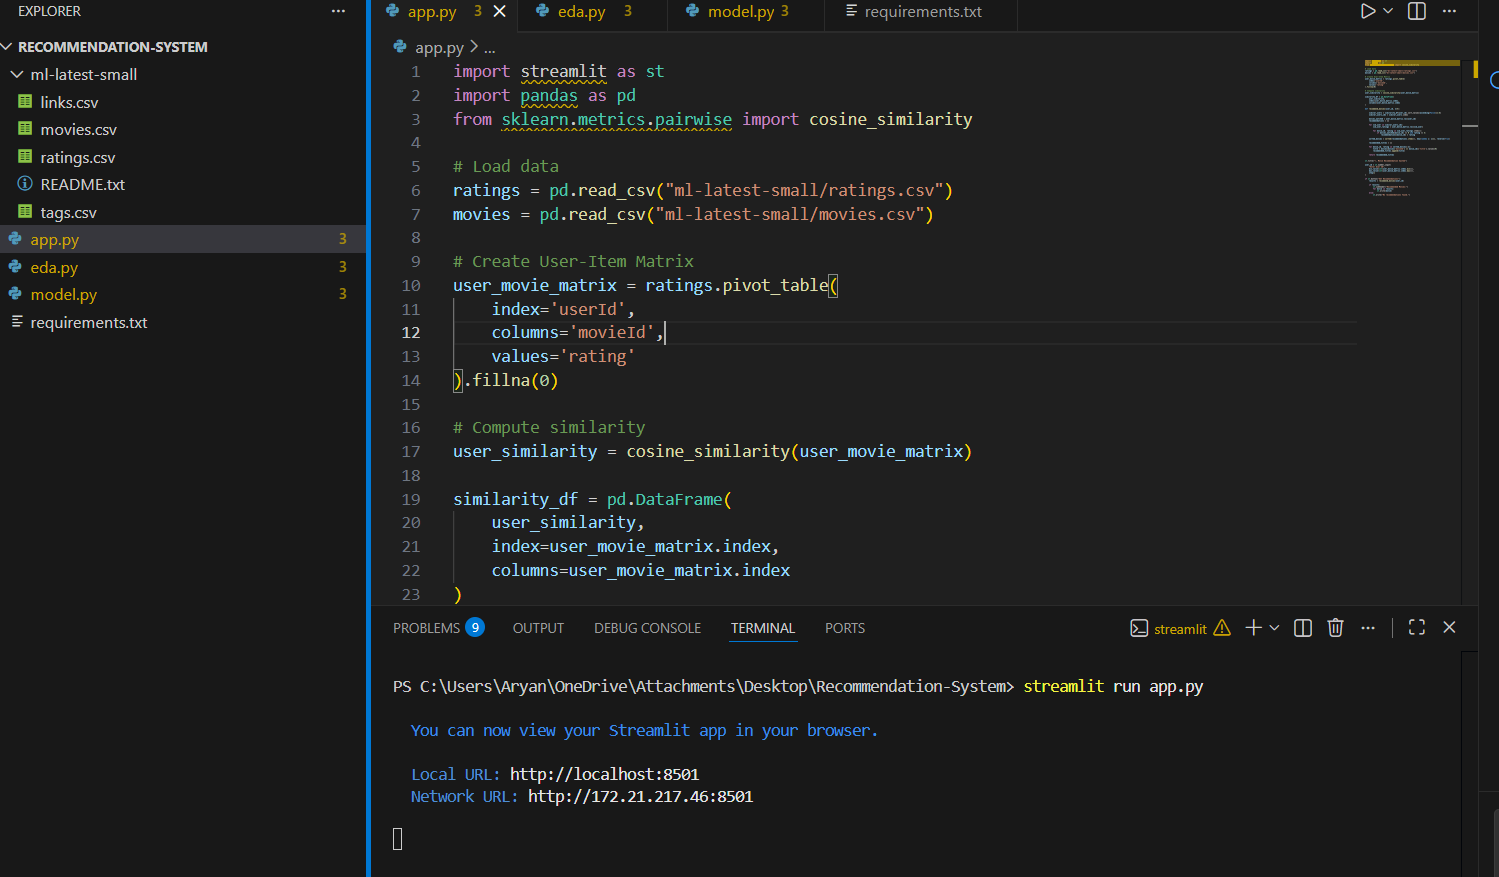 EXPLORER
RECOMMENDATION-SYSTEM
ml-latest-small
links.csv
movies.csv
ratings.csv
README.txt
tags.csv
app.py 3
eda.py 3
model.py 3
requirements.txt
app.py 3 eda.py 3 model.py 3 requirements.txt
app.py > ...
1 import streamlit as st
2 import pandas as pd
3 from sklearn.metrics.pairwise import cosine_similarity
4
5 # Load data
6 ratings = pd.read_csv("ml-latest-small/ratings.csv")
7 movies = pd.read_csv("ml-latest-small/movies.csv")
8
9 # Create User-Item Matrix
10 user_movie_matrix = ratings.pivot_table(
11 index='userId',
12 columns='movieId',
13 values='rating'
14 ).fillna(0)
15
16 # Compute similarity
17 user_similarity = cosine_similarity(user_movie_matrix)
18
19 similarity_df = pd.DataFrame(
20 user_similarity,
21 index=user_movie_matrix.index,
22 columns=user_movie_matrix.index
23 )
PROBLEMS 9 OUTPUT DEBUG CONSOLE TERMINAL PORTS streamlit
PS C:\Users\Aryan\OneDrive\Attachments\Desktop\Recommendation-System> streamlit run app.py
You can now view your Streamlit app in your browser.
Local URL: http://localhost:8501
Network URL: http://172.21.217.46:8501